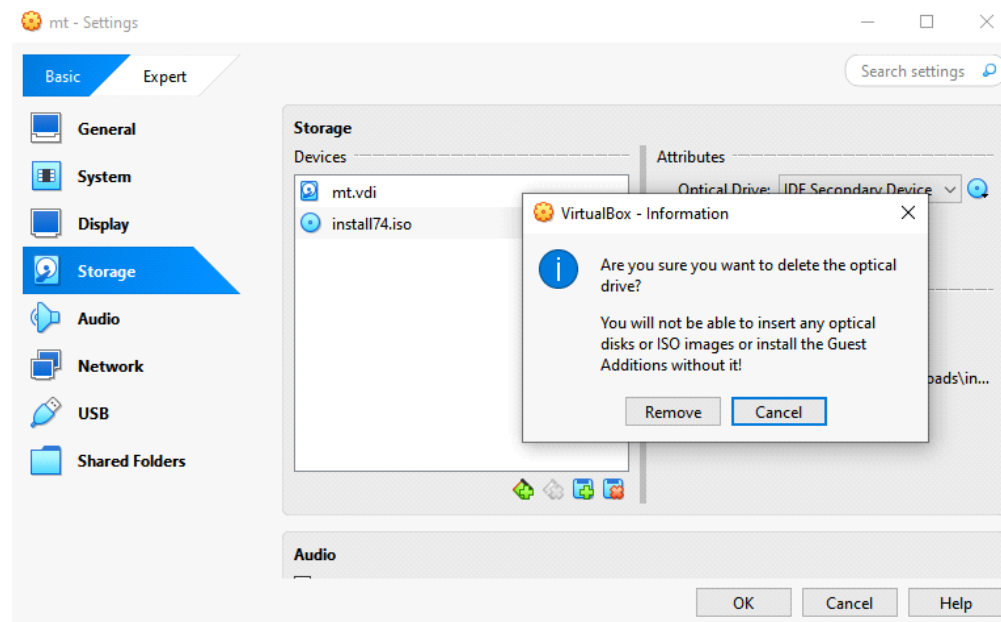 mt - Settings
Basic
Expert
Search settings
General
System
Display
Storage
Audio
Network
USB
Shared Folders
Storage
Devices
mt.vdi
install74.iso
Attributes
Optical Drive: IDE Secondary Device
VirtualBox - Information
Are you sure you want to delete the optical
drive?
You will not be able to insert any optical
disks or ISO images or install the Guest
Additions without it!
Remove
Cancel
oads\in...
Audio
OK
Cancel
Help